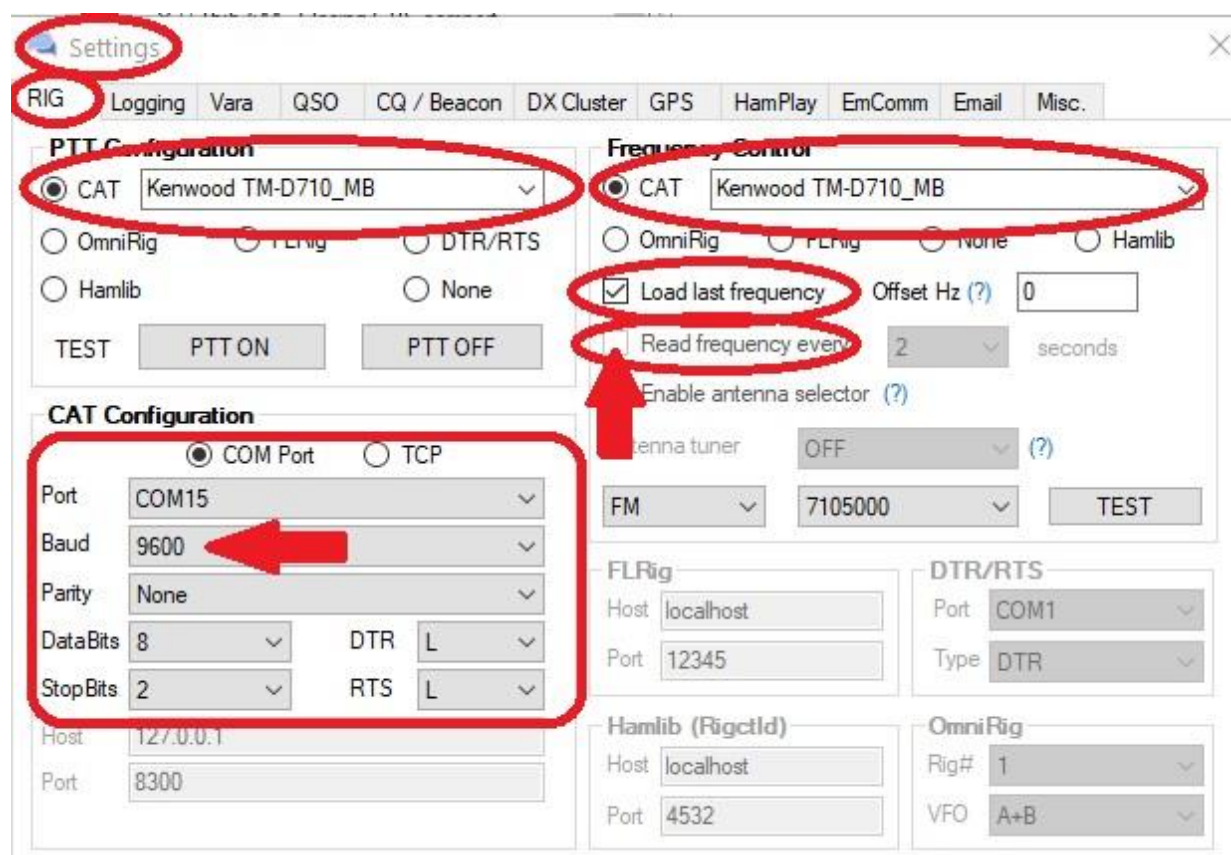 Settings
RIG Logging Vara QSO CQ / Beacon DX Cluster GPS HamPlay EmComm Email Misc.
PTT Configuration
CAT Kenwood TM-D710_MB
OmniRig FLRig DTR/RTS
Hamlib None
TEST PTT ON PTT OFF
CAT Configuration
COM Port TCP
Port COM15
Baud 9600
Parity None
DataBits 8 DTR L
StopBits 2 RTS L
Host 127.0.0.1
Port 8300
Frequency Control
CAT Kenwood TM-D710_MB
OmniRig FLRig None Hamlib
Load last frequency Offset Hz (?) 0
Read frequency every 2 seconds
Enable antenna selector (?)
tuner OFF (?)
FM 7105000 TEST
FLRig
Host localhost
Port 12345
DTR/RTS
Port COM1
Type DTR
Hamlib (Rigctld)
Host localhost
Port 4532
OmniRig
Rig# 1
VFO A+B